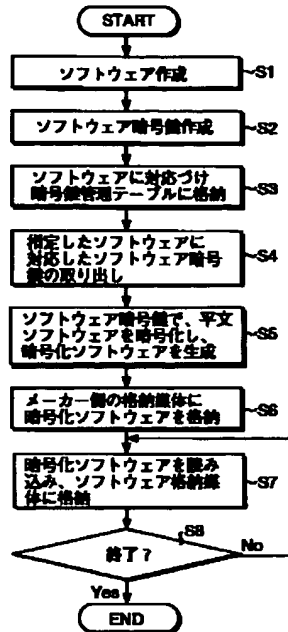 START
ソフトウェア作成
S1
ソフトウェア暗号鍵作成
S2
ソフトウェアに対応づけ
暗号鍵管理テーブルに格納
S3
指定したソフトウェアに
対応したソフトウェア暗号
鍵の取り出し
S4
ソフトウェア暗号鍵で、平文
ソフトウェアを暗号化し、
暗号化ソフトウェアを生成
S5
メーカー側の格納媒体に
暗号化ソフトウェアを格納
S6
暗号化ソフトウェアを読み
込み、ソフトウェア格納媒
体に格納
S7
S8
終了？
No
Yes
END